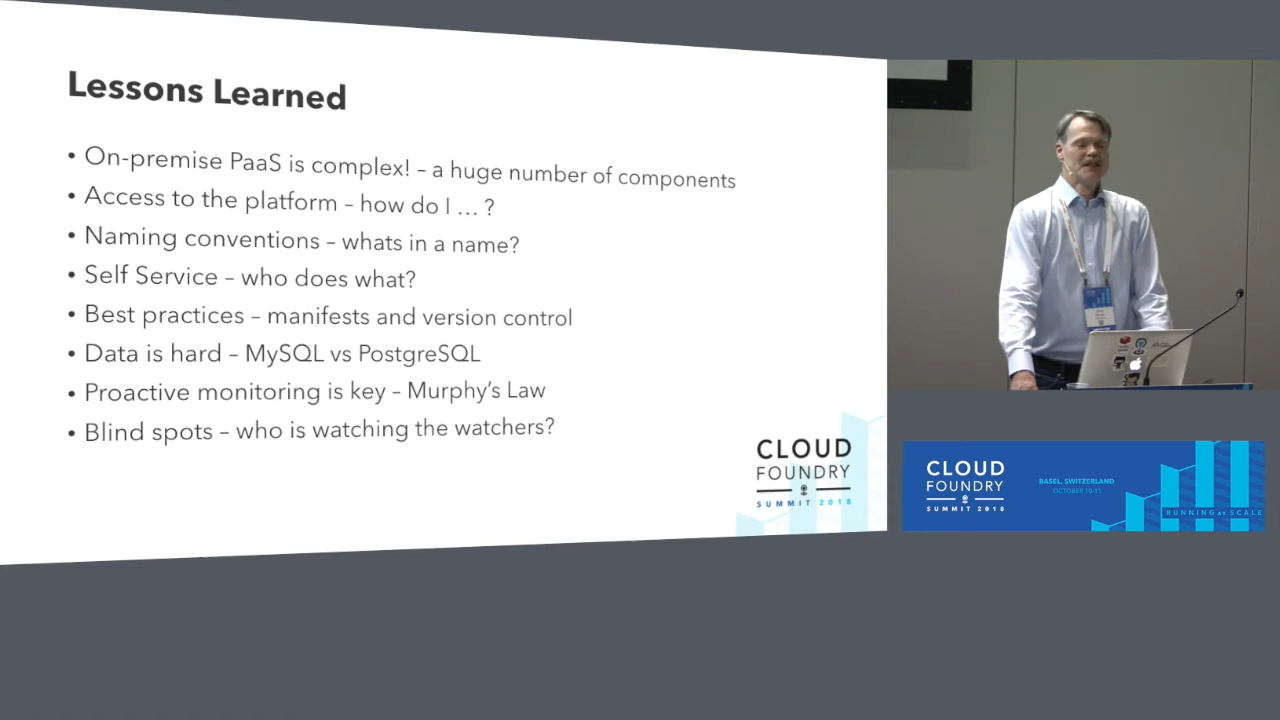 Lessons Learned
• On-premise PaaS is complex! – a huge number of components
• Access to the platform – how do I … ?
• Naming conventions – whats in a name?
• Self Service – who does what?
• Best practices – manifests and version control
• Data is hard – MySQL vs PostgreSQL
• Proactive monitoring is key – Murphy's Law
• Blind spots – who is watching the watchers?
CLOUD
FOUNDRY
SUMMIT 2018
CLOUD
FOUNDRY
SUMMIT 2018
BASEL, SWITZERLAND
OCTOBER 10-11
RUNNING at SCALE